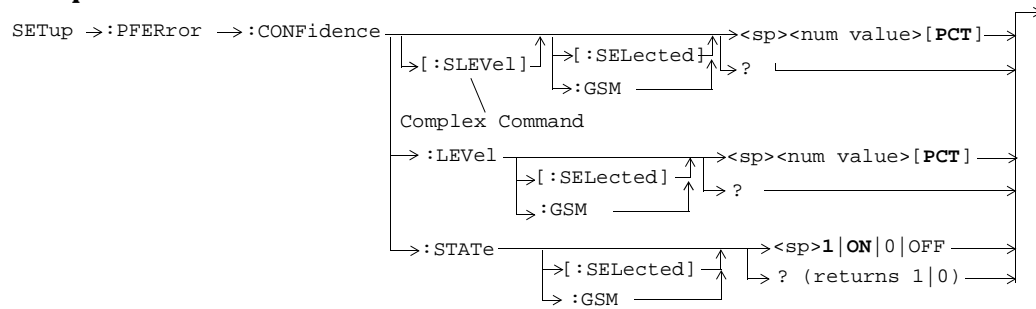 SETup :PFERror :CONFidence <sp><num value>[PCT]
[:SLEVel] [:SELected] ?
:GSM
Complex Command
:LEVel <sp><num value>[PCT]
[:SELected] ?
:GSM
:STATe <sp>1|ON|0|OFF
[:SELected] ? (returns 1|0)
:GSM